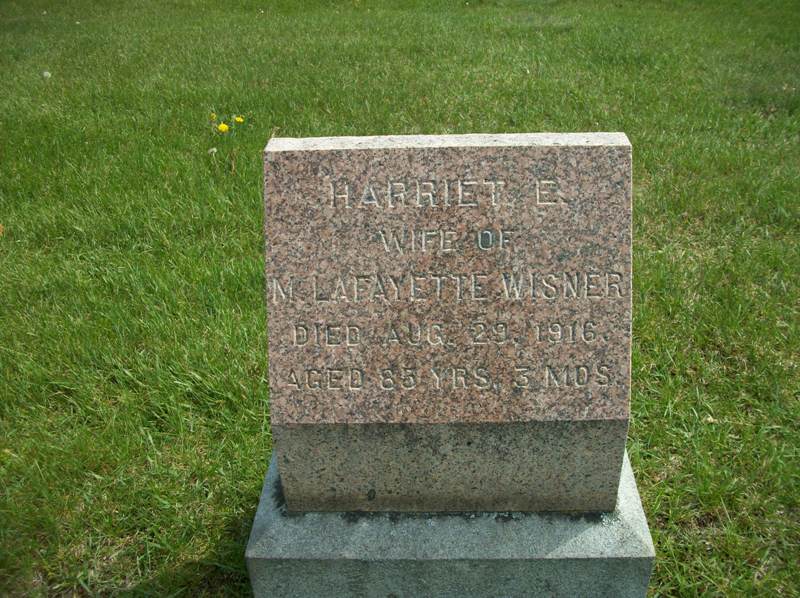 HARRIET. E.
WIFE OF
M. LAFAYETTE WISNER
DIED AUG. 29, 1916.
AGED 85 YRS, 3 MOS.